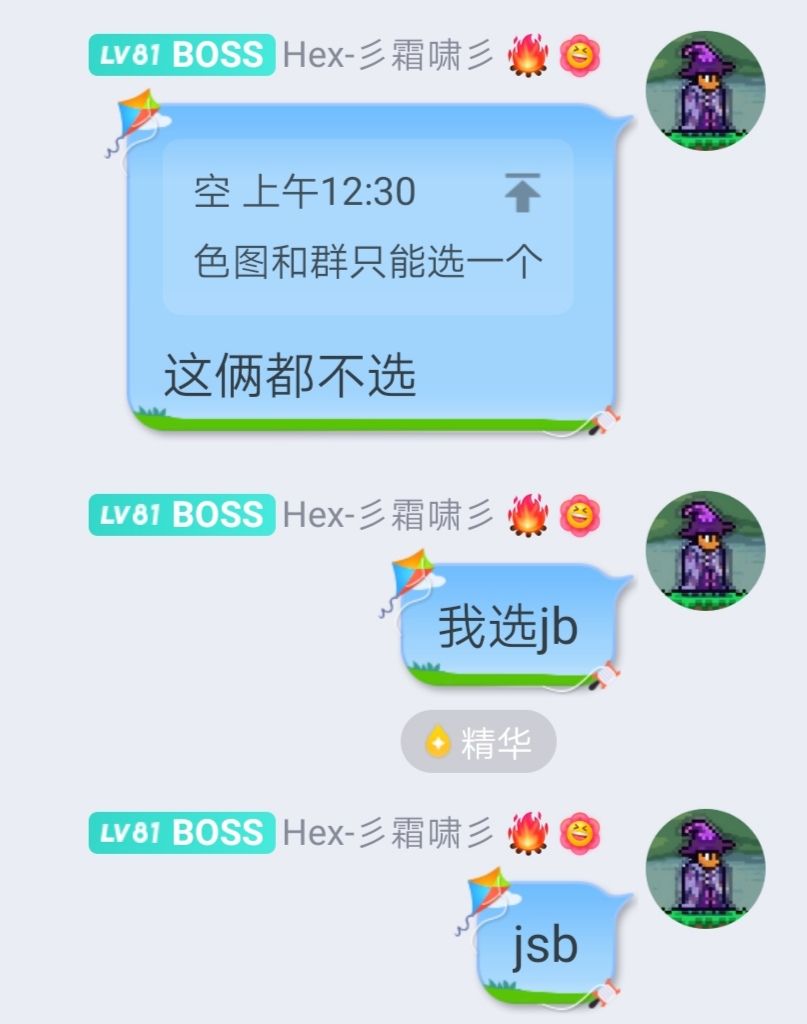 LV81 BOSS Hex-彡霜啸彡 🔥
空 上午12:30
色图和群只能选一个
这俩都不选
LV81 BOSS Hex-彡霜啸彡 🔥
我选jb
精华
LV81 BOSS Hex-彡霜啸彡 🔥
jsb